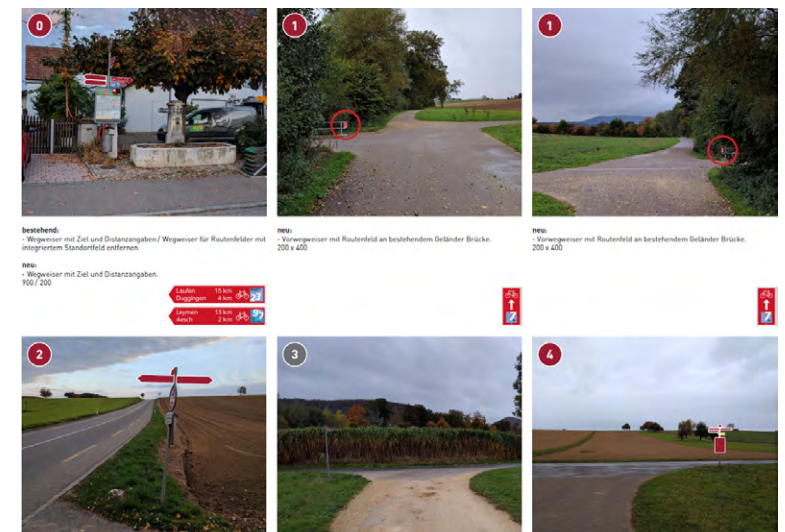 0
1
1
bestehend:
- Wegweiser mit Ziel und Distanzangaben / Wegweiser für Routenfelder mit
integriertem Standortfeld entfernen
neu:
- Wegweiser mit Ziel und Distanzangaben.
900 / 200
Laufen 15 km
Duggingen 4 km
23
Leymen 13 km
Aesch 2 km
97
neu:
- Vorwegweiser mit Routenfeld an bestehendem Geländer Brücke.
200 x 400
7
neu:
- Vorwegweiser mit Routenfeld an bestehendem Geländer Brücke.
200 x 400
7
2
3
4